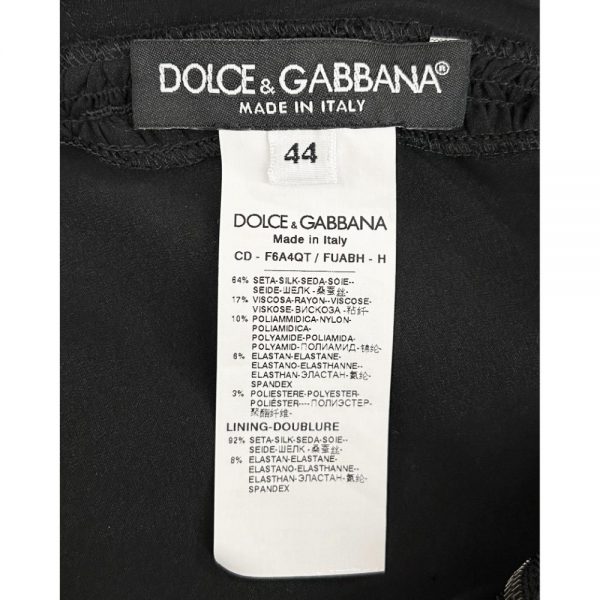 DOLCE & GABBANA®
MADE IN ITALY
44
DOLCE & GABBANA
Made in Italy
CD - F6A4QT / FUABH - H
64% SETA-SILK-SEDA-SOIE--
SEIDE-ШЕЛК-桑蚕丝-
17% VISCOSA-RAYON--VISCOSE-
VISKOSE-ВИСКОЗА-粘纤-
10% POLIAMMIDICA-NYLON-
POLIAMIDICA-
POLYAMID-POLIAMIDA-
POLYAMIDE-ПОЛИАМИД-锦纶-
6% ELASTAN-ELASTANE-
ELASTANO-ELASTHANNE--
ELASTHAN-ЭЛАСТАН-氨纶-
SPANDEX
3% POLIESTERE-POLYESTER-
POLIÉSTER----ПОЛИЭСТЕР-
聚酯纤维-
LINING-DOUBLURE
92% SETA-SILK-SEDA-SOIE--
SEIDE-ШЕЛК-桑蚕丝-
8% ELASTAN-ELASTANE-
ELASTANO-ELASTHANNE--
ELASTHAN-ЭЛАСТАН-氨纶-
SPANDEX